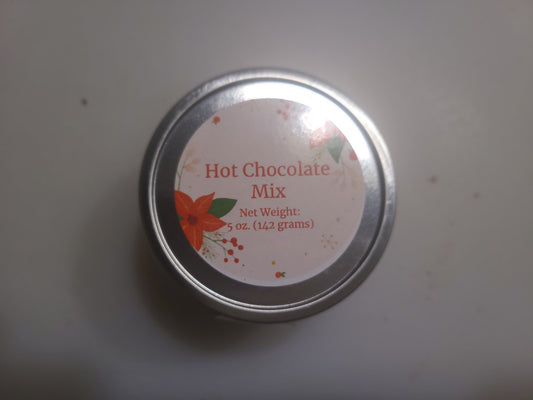 Hot Chocolate
Mix
Net Weight:
5 oz. (142 grams)